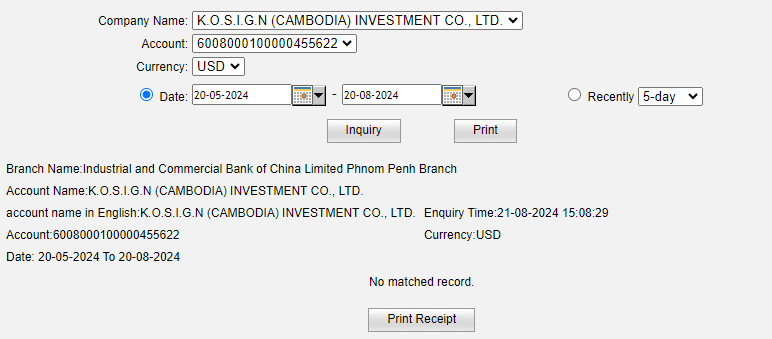 Company Name: K.O.S.I.G.N (CAMBODIA) INVESTMENT CO., LTD.
Account: 6008000100000455622
Currency: USD
Date: 20-05-2024 - 20-08-2024 Recently 5-day
Inquiry Print
Branch Name:Industrial and Commercial Bank of China Limited Phnom Penh Branch
Account Name:K.O.S.I.G.N (CAMBODIA) INVESTMENT CO., LTD.
account name in English:K.O.S.I.G.N (CAMBODIA) INVESTMENT CO., LTD. Enquiry Time:21-08-2024 15:08:29
Account:6008000100000455622 Currency:USD
Date: 20-05-2024 To 20-08-2024
No matched record.
Print Receipt